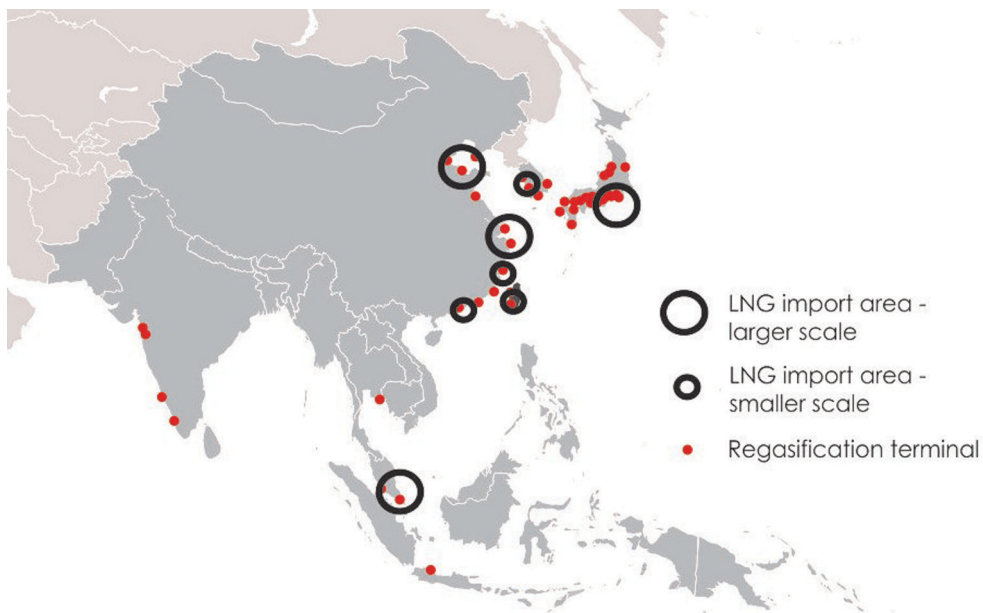 LNG import area -
larger scale
LNG import area -
smaller scale
Regasification terminal